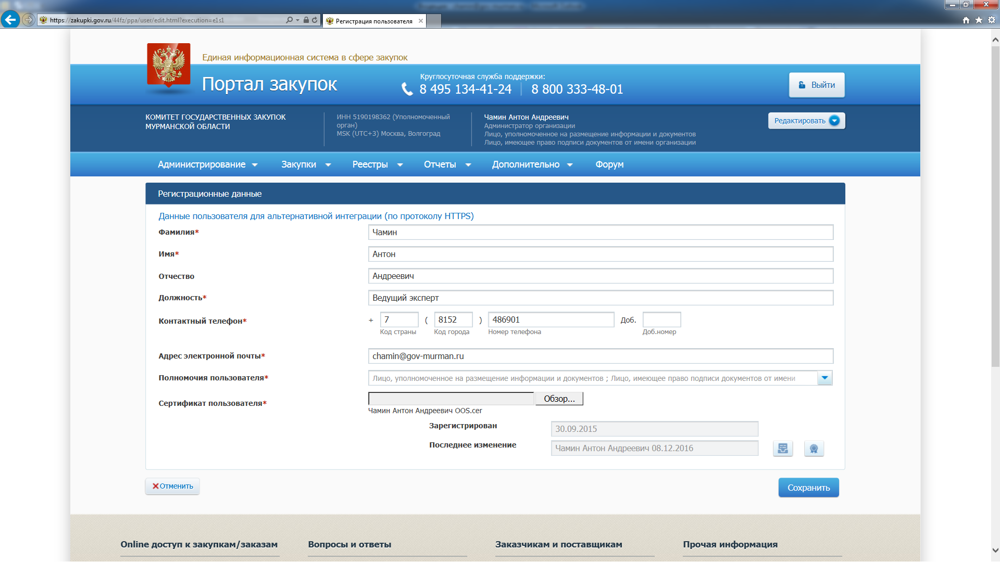 https://zakupki.gov.ru/44fz/ppa/user/edit.html?execution=e1s1
Регистрация пользователя
Единая информационная система в сфере закупок
Портал закупок
Круглосуточная служба поддержки:
8 495 134-41-24 8 800 333-48-01
Выйти
КОМИТЕТ ГОСУДАРСТВЕННЫХ ЗАКУПОК
МУРМАНСКОЙ ОБЛАСТИ
ИНН 5190198362 (Уполномоченный
орган)
MSK (UTC+3) Москва, Волгоград
Чамин Антон Андреевич
Администратор организации
Лицо, уполномоченное на размещение информации и документов
Лицо, имеющее право подписи документов от имени организации
Редактировать
Администрирование Закупки Реестры Отчеты Дополнительно Форум
Регистрационные данные
Данные пользователя для альтернативной интеграции (по протоколу HTTPS)
Фамилия* Чамин
Имя* Антон
Отчество Андреевич
Должность* Ведущий эксперт
Контактный телефон* + 7 ( 8152 ) 486901 Доб.
Код страны Код города Номер телефона Доб.номер
Адрес электронной почты* chamin@gov-murman.ru
Полномочия пользователя* Лицо, уполномоченное на размещение информации и документов ; Лицо, имеющее право подписи документов от имени
Сертификат пользователя* Обзор...
Чамин Антон Андреевич OOS.cer
Зарегистрирован 30.09.2015
Последнее изменение Чамин Антон Андреевич 08.12.2016
Отменить Сохранить
Online доступ к закупкам/заказам Вопросы и ответы Заказчикам и поставщикам Прочая информация